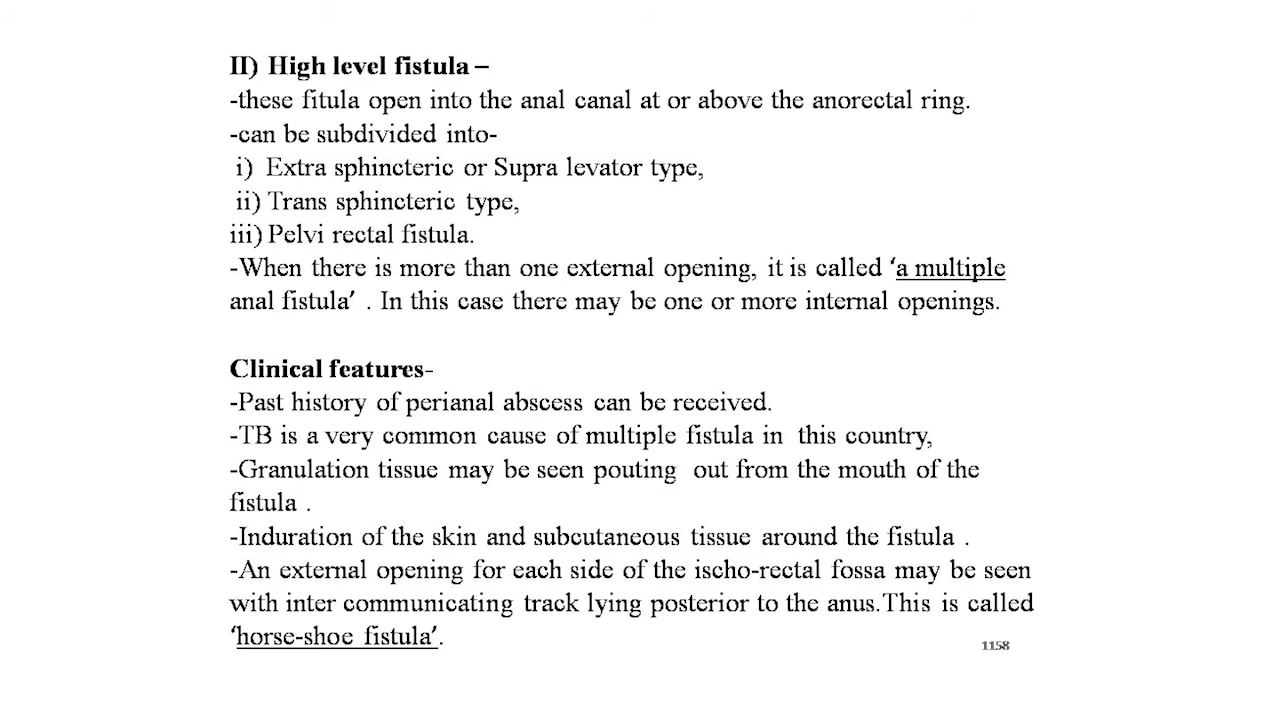 II) High level fistula –
-these fitula open into the anal canal at or above the anorectal ring.
-can be subdivided into-
i) Extra sphincteric or Supra levator type,
ii) Trans sphincteric type,
iii) Pelvi rectal fistula.
-When there is more than one external opening, it is called ‘a multiple
anal fistula’ . In this case there may be one or more internal openings.
Clinical features-
-Past history of perianal abscess can be received.
-TB is a very common cause of multiple fistula in this country,
-Granulation tissue may be seen pouting out from the mouth of the
fistula .
-Induration of the skin and subcutaneous tissue around the fistula .
-An external opening for each side of the ischo-rectal fossa may be seen
with inter communicating track lying posterior to the anus.This is called
‘horse-shoe fistula’.
1158